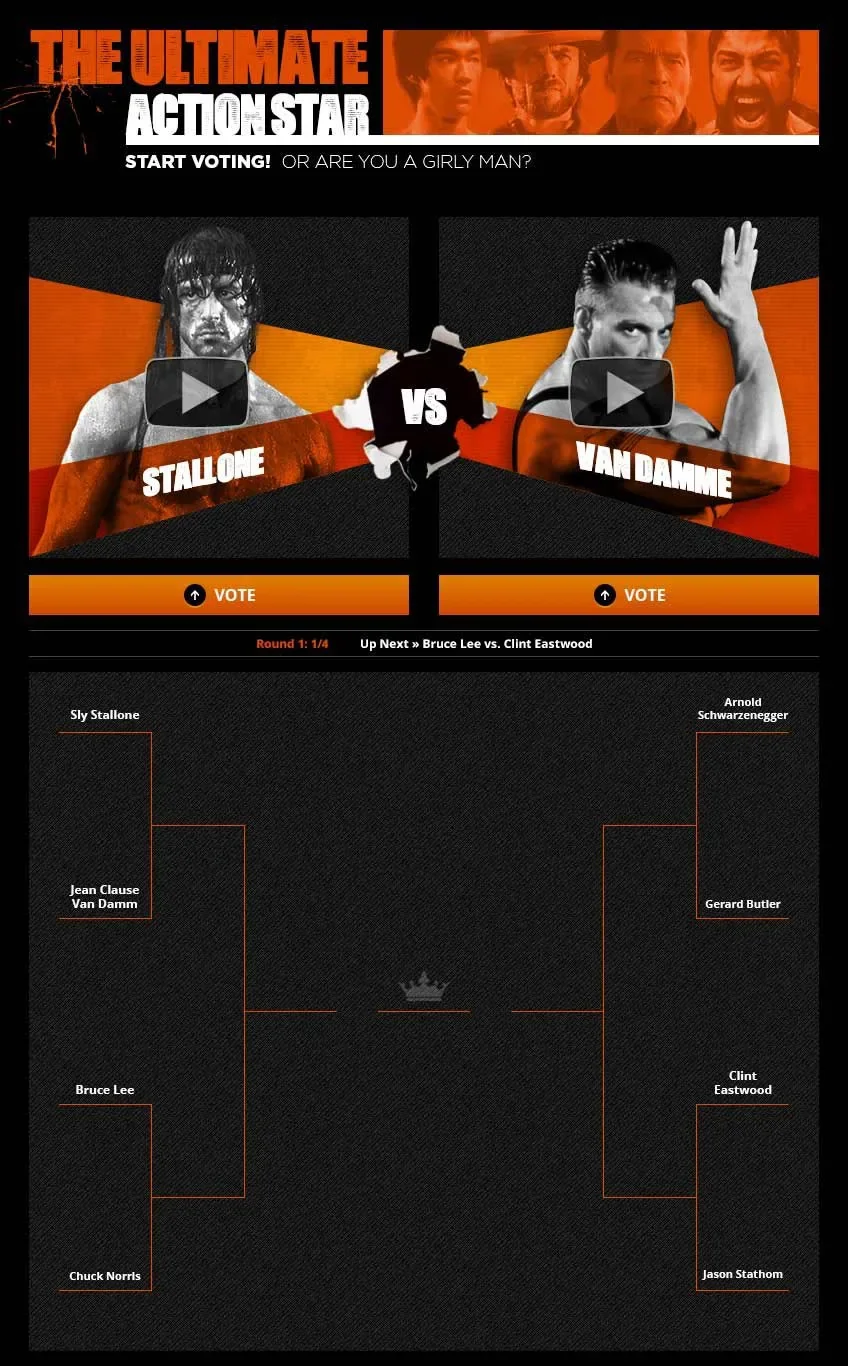 THE ULTIMATE
ACTION STAR
START VOTING! OR ARE YOU A GIRLY MAN?
STALLONE
VS
VAN DAMME
VOTE
VOTE
Round 1: 1/4 Up Next » Bruce Lee vs. Clint Eastwood
Sly Stallone
Arnold
Schwarzenegger
Jean Clause
Van Damm
Gerard Butler
Bruce Lee
Clint
Eastwood
Chuck Norris
Jason Stathom